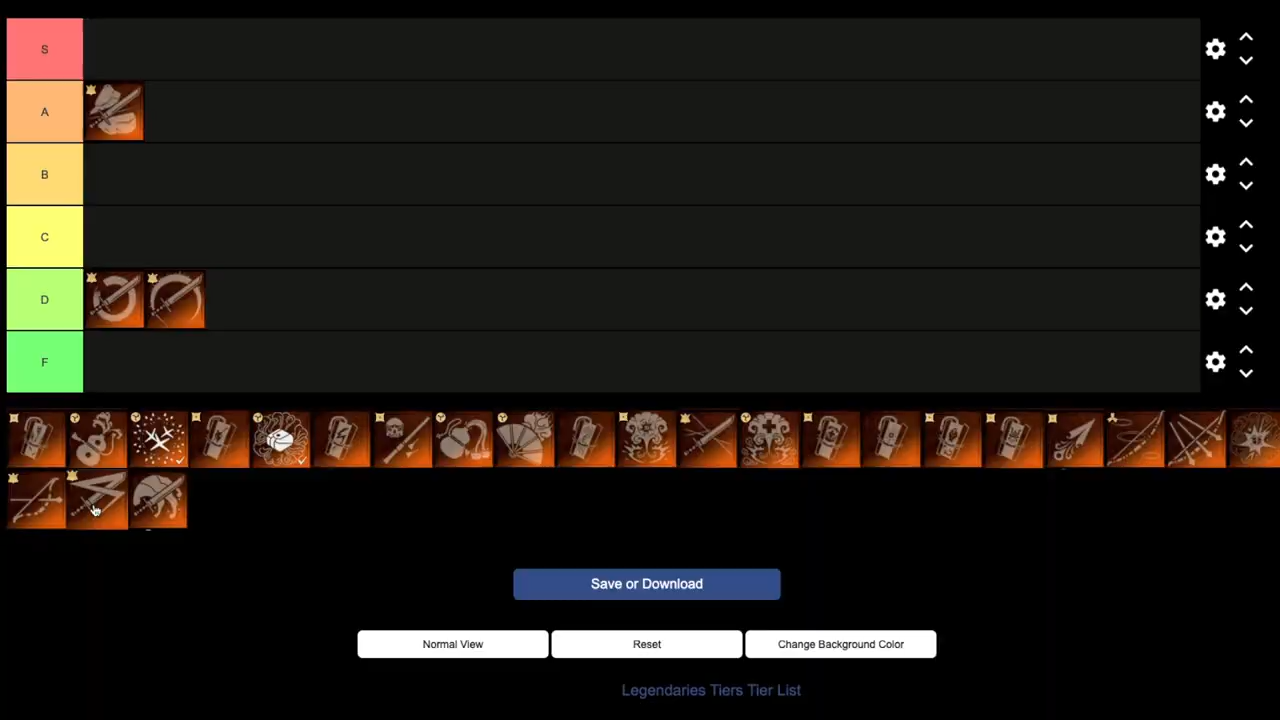 S
A
B
C
D
F
Save or Download
Normal View
Reset
Change Background Color
Legendaries Tiers Tier List